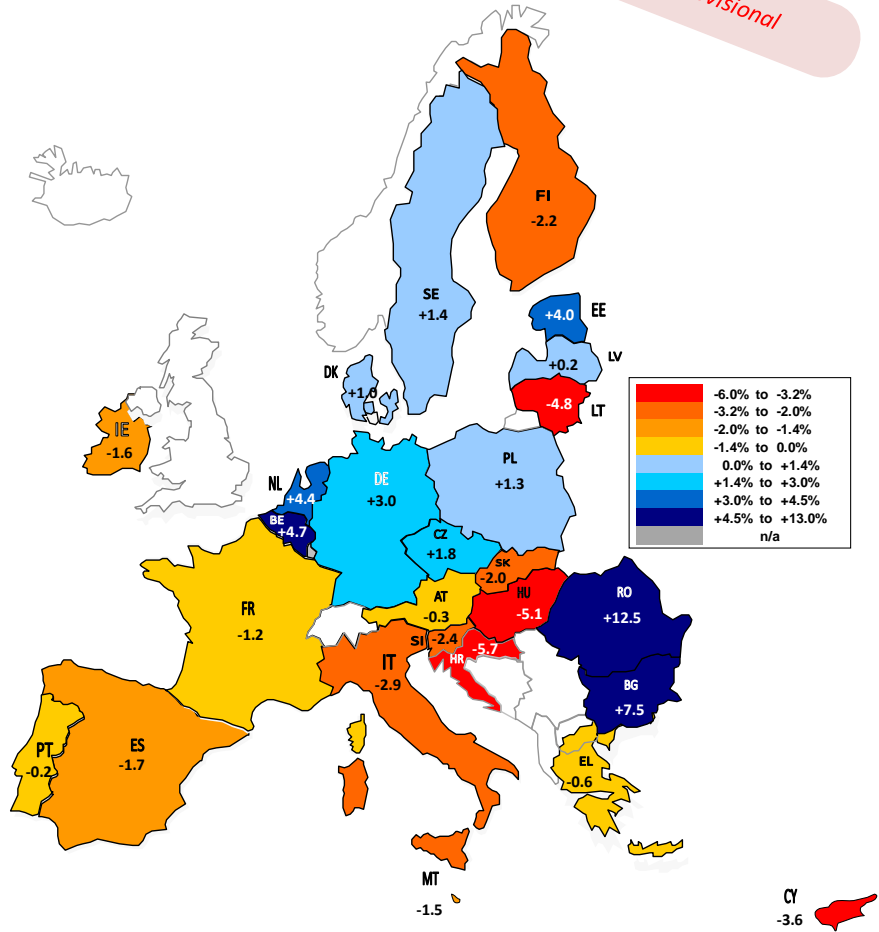 FI
-2.2
SE
+1.4
+4.0
EE
LV
+0.2
DK
+1.0
-4.8
LT
-6.0% to -3.2%
-3.2% to -2.0%
-2.0% to -1.4%
-1.4% to 0.0%
0.0% to +1.4%
+1.4% to +3.0%
+3.0% to +4.5%
+4.5% to +13.0%
n/a
IE
-1.6
PL
+1.3
NL
+4.4
DE
+3.0
BE
+4.7
CZ
+1.8
SK
-2.0
FR
-1.2
AT
-0.3
HU
-5.1
RO
+12.5
SI
-2.4
HR
-5.7
IT
-2.9
BG
+7.5
PT
-0.2
ES
-1.7
EL
-0.6
MT
-1.5
CY
-3.6